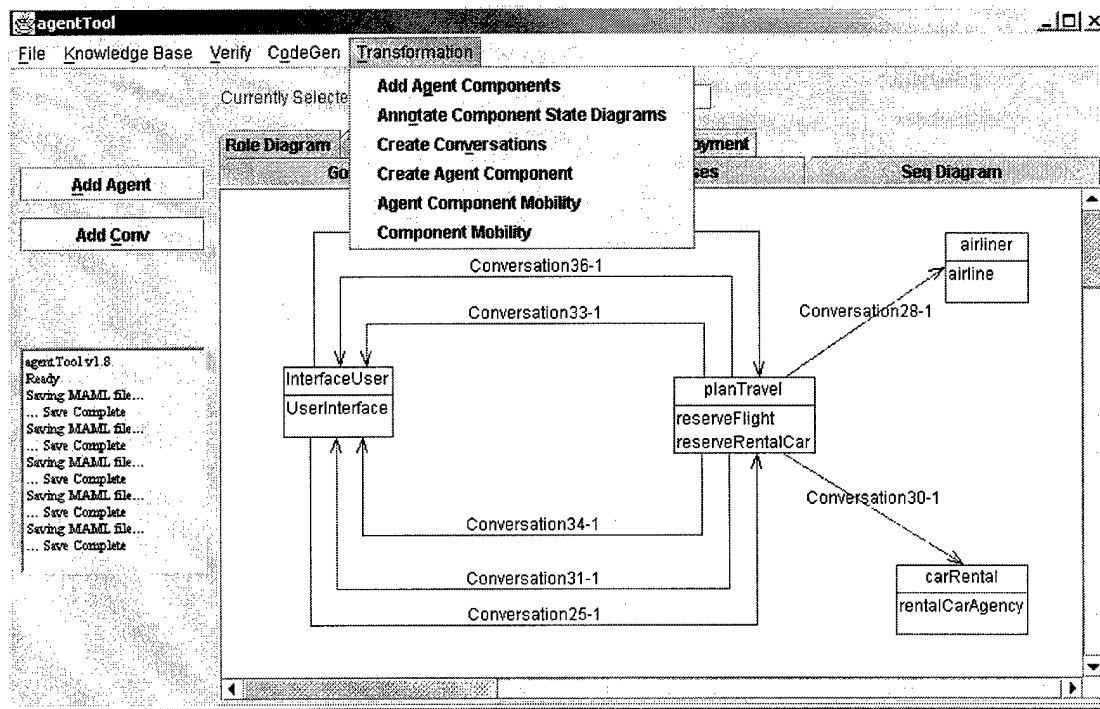 agentTool
File Knowledge Base Verify CodeGen Transformation
Add Agent Components
Currently Selecte
Anngtate Component State Diagrams
Role Diagram
Create Conversations
oyment
Go
Create Agent Component
ses
Seq Diagram
Add Agent
Agent Component Mobility
Add Conv
Component Mobility
airliner
airline
Conversation36-1
Conversation28-1
Conversation33-1
agentTool v1.8
Ready
Saving MAML file...
... Save Complete
Saving MAML file...
... Save Complete
Saving MAML file...
... Save Complete
Saving MAML file...
... Save Complete
Saving MAML file...
... Save Complete
InterfaceUser
UserInterface
planTravel
reserveFlight
reserveRentalCar
Conversation30-1
Conversation34-1
Conversation31-1
Conversation25-1
carRental
rentalCarAgency